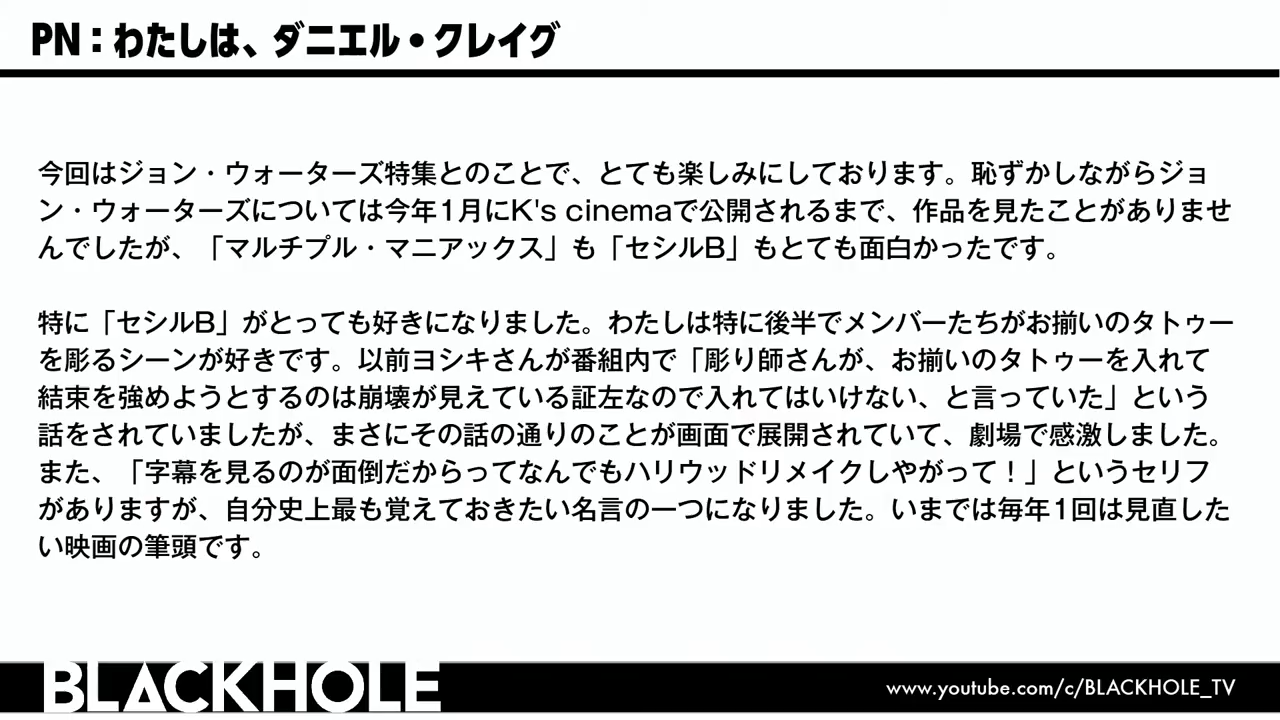 PN：わたしは、ダニエル・クレイグ
今回はジョン・ウォーターズ特集とのことで、とても楽しみにしております。恥ずかしながらジョ
ン・ウォーターズについては今年1月にK's cinemaで公開されるまで、作品を見たことがありませ
んでしたが、「マルチプル・マニアックス」も「セシルB」もとても面白かったです。
特に「セシルB」がとっても好きになりました。わたしは特に後半でメンバーたちがお揃いのタトゥー
を彫るシーンが好きです。以前ヨシキさんが番組内で「彫り師さんが、お揃いのタトゥーを入れて
結束を強めようとするのは崩壊が見えている証左なので入れてはいけない、と言っていた」という
話をされていましたが、まさにその話の通りのことが画面で展開されていて、劇場で感激しました。
また、「字幕を見るのが面倒だからってなんでもハリウッドリメイクしやがって！」というセリフ
がありますが、自分史上最も覚えておきたい名言の一つになりました。いまでは毎年1回は見直した
い映画の筆頭です。
BLACKHOLE
www.youtube.com/c/BLACKHOLE_TV